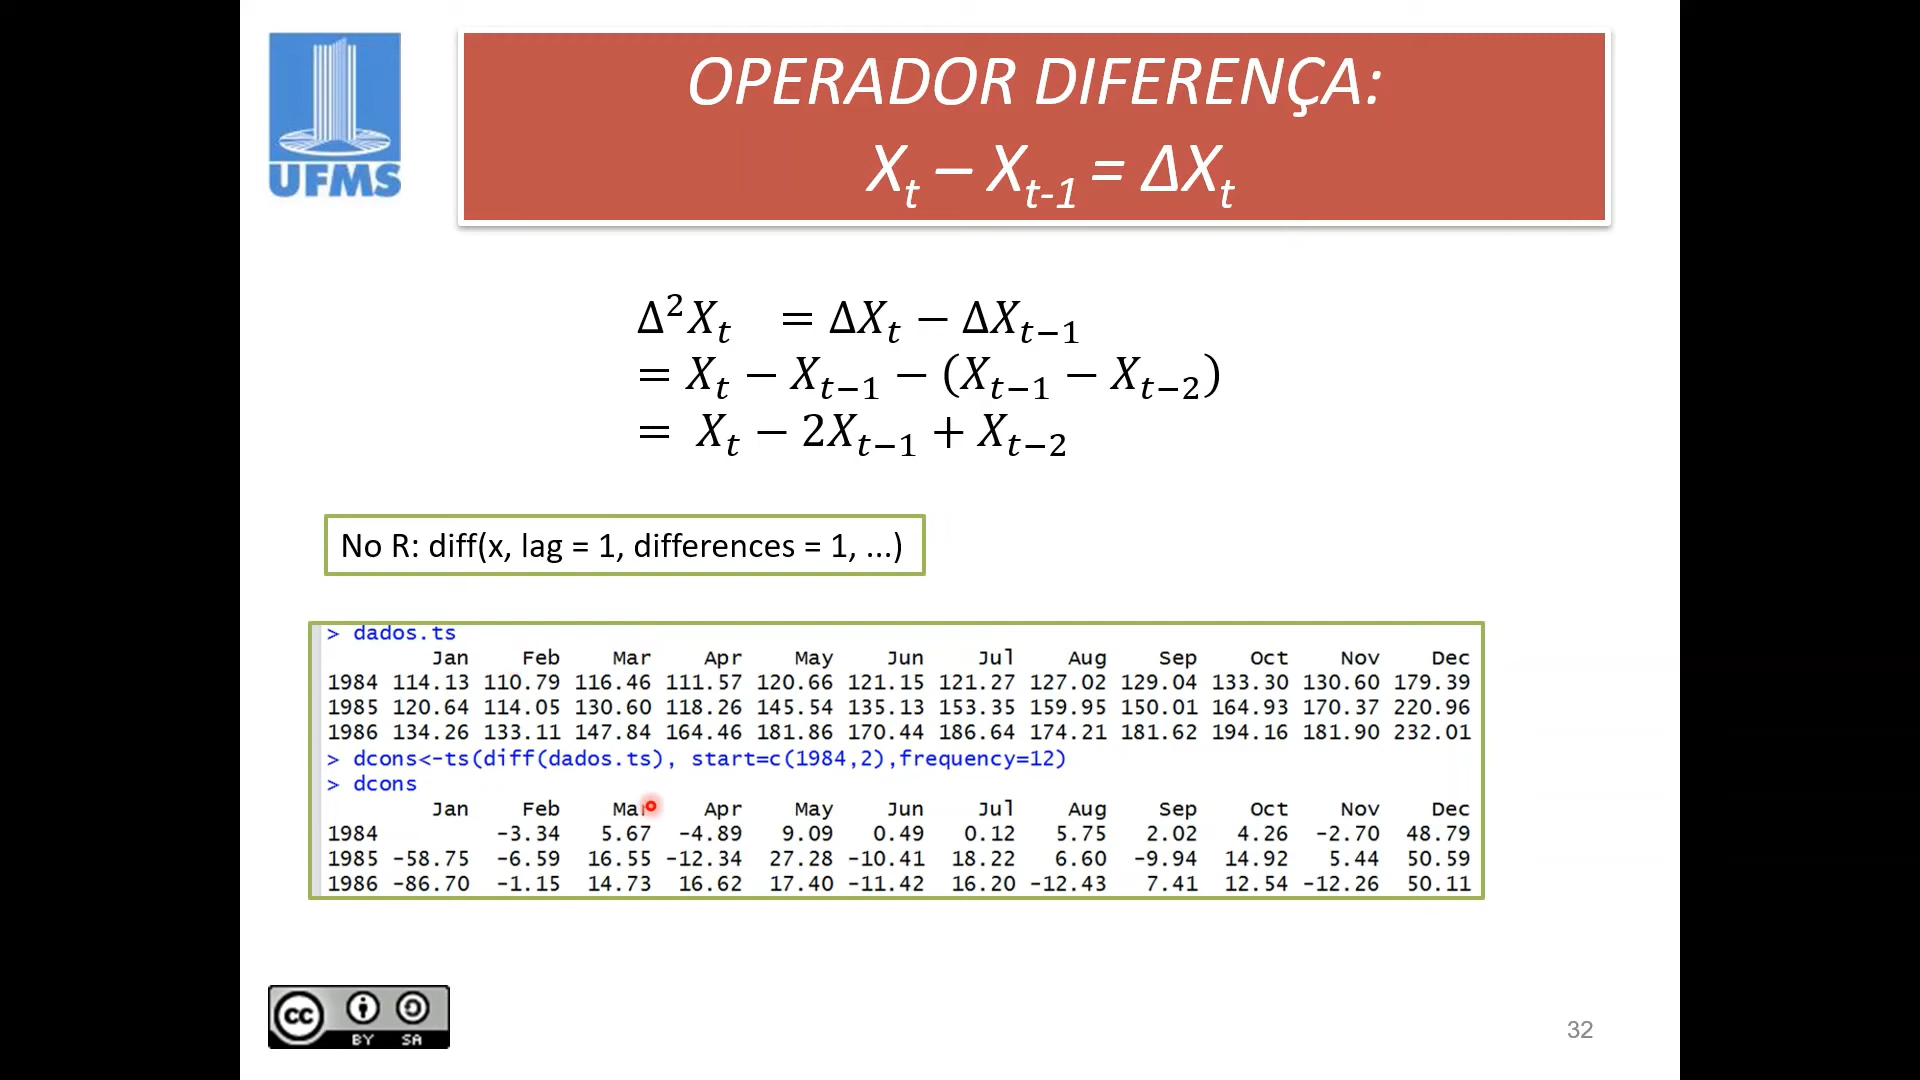 UFMS
OPERADOR DIFERENÇA:
Xt – Xt-1 = ΔXt
Δ²Xt = ΔXt − ΔXt−1
= Xt − Xt−1 − (Xt−1 − Xt−2)
= Xt − 2Xt−1 + Xt−2
No R: diff(x, lag = 1, differences = 1, ...)
> dados.ts
Jan Feb Mar Apr May Jun Jul Aug Sep Oct Nov Dec
1984 114.13 110.79 116.46 111.57 120.66 121.15 121.27 127.02 129.04 133.30 130.60 179.39
1985 120.64 114.05 130.60 118.26 145.54 135.13 153.35 159.95 150.01 164.93 170.37 220.96
1986 134.26 133.11 147.84 164.46 181.86 170.44 186.64 174.21 181.62 194.16 181.90 232.01
> dcons<-ts(diff(dados.ts), start=c(1984,2),frequency=12)
> dcons
Jan Feb Mar Apr May Jun Jul Aug Sep Oct Nov Dec
1984 -3.34 5.67 -4.89 9.09 0.49 0.12 5.75 2.02 4.26 -2.70 48.79
1985 -58.75 -6.59 16.55 -12.34 27.28 -10.41 18.22 6.60 -9.94 14.92 5.44 50.59
1986 -86.70 -1.15 14.73 16.62 17.40 -11.42 16.20 -12.43 7.41 12.54 -12.26 50.11
cc
BY SA
32